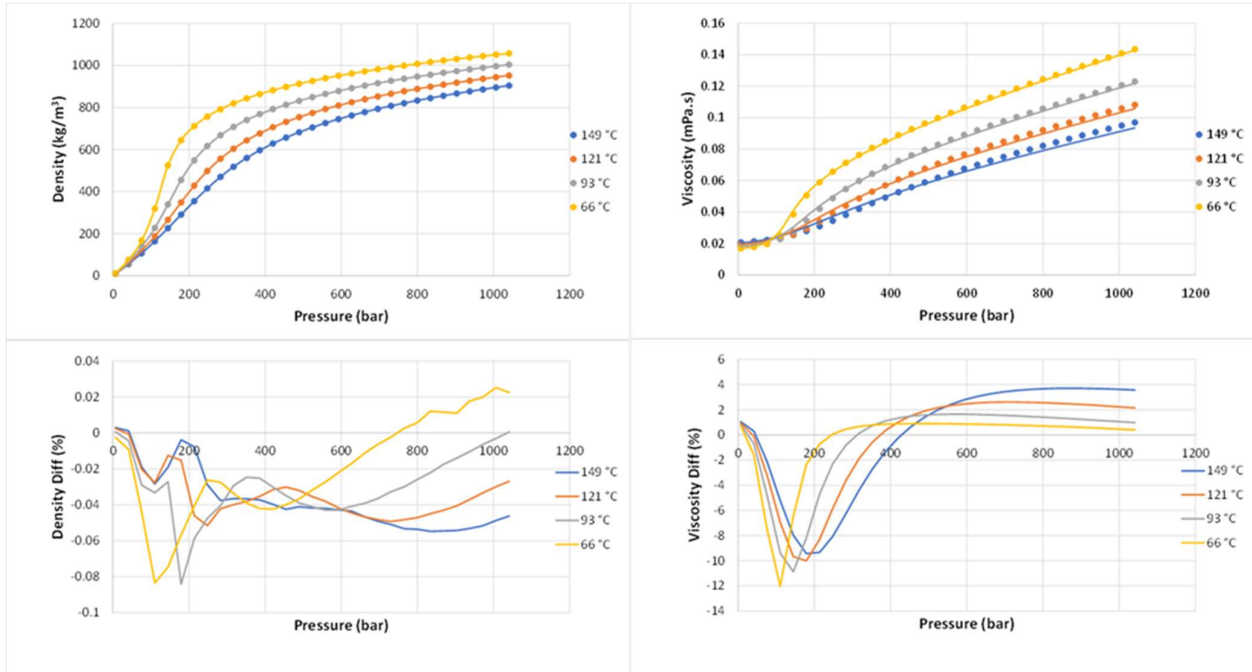 1200
1000
800
600
400
200
0
Density (kg/m³)
0 200 400 600 800 1000 1200
Pressure (bar)
149 °C
121 °C
93 °C
66 °C
0.16
0.14
0.12
0.1
0.08
0.06
0.04
0.02
0
Viscosity (mPa.s)
0 200 400 600 800 1000 1200
Pressure (bar)
149 °C
121 °C
93 °C
66 °C
0.04
0.02
0
-0.02
-0.04
-0.06
-0.08
-0.1
Density Diff (%)
0 200 400 600 800 1000 1200
Pressure (bar)
149 °C
121 °C
93 °C
66 °C
6
4
2
0
-2
-4
-6
-8
-10
-12
-14
Viscosity Diff (%)
0 200 400 600 800 1000 1200
Pressure (bar)
149 °C
121 °C
93 °C
66 °C